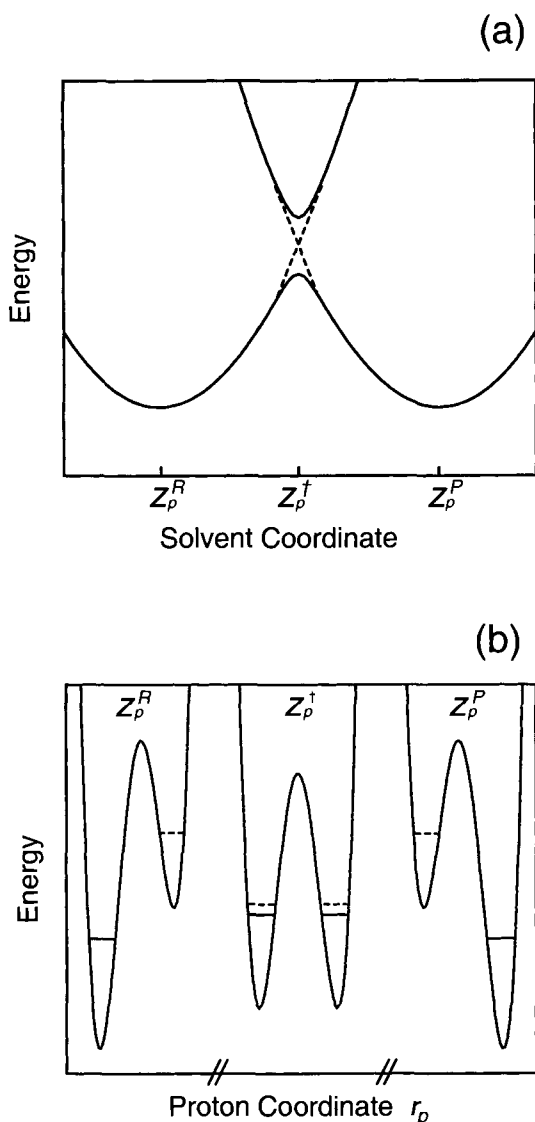 (a)
Energy
Z_p^R Z_p^† Z_p^P
Solvent Coordinate
(b)
Z_p^R Z_p^† Z_p^P
Energy
Proton Coordinate r_p